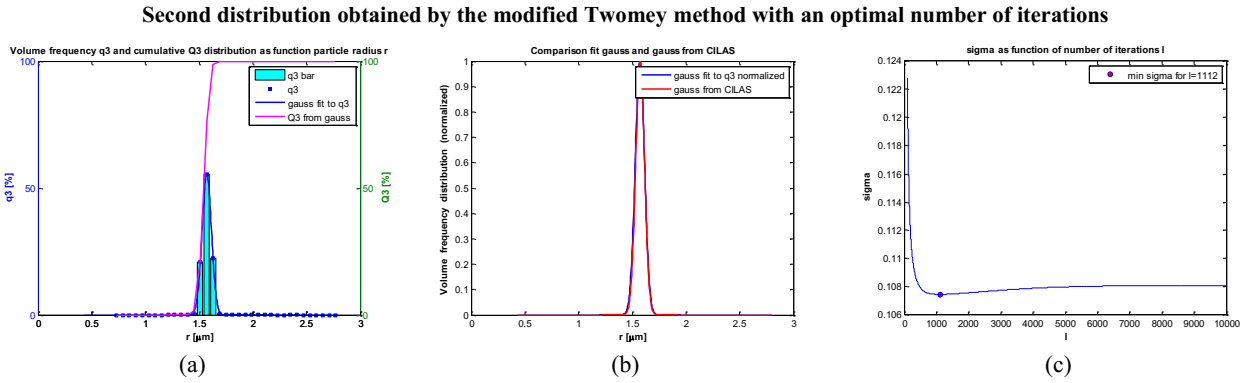 Second distribution obtained by the modified Twomey method with an optimal number of iterations
Volume frequency q3 and cumulative Q3 distribution as function particle radius r
100
50
0
q3 [%]
100
50
0
Q3 [%]
q3 bar
q3
gauss fit to q3
Q3 from gauss
0 0.5 1 1.5 2 2.5 3
r [µm]
(a)
Comparison fit gauss and gauss from CILAS
1
0.9
0.8
0.7
0.6
0.5
0.4
0.3
0.2
0.1
0
Volume frequency distribution (normalized)
gauss fit to q3 normalized
gauss from CILAS
0 0.5 1 1.5 2 2.5 3
r [µm]
(b)
sigma as function of number of iterations l
0.124
0.122
0.12
0.118
0.116
0.114
0.112
0.11
0.108
0.106
sigma
min sigma for l=1112
0 1000 2000 3000 4000 5000 6000 7000 8000 9000 10000
l
(c)